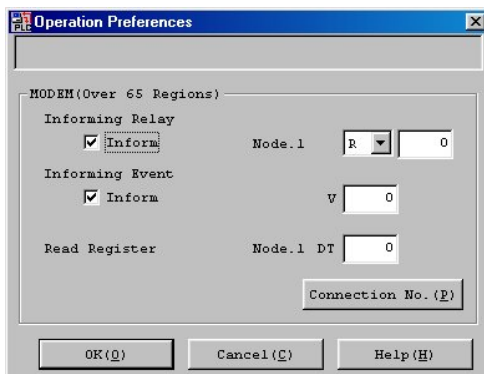 PLC Operation Preferences
MODEM(Over 65 Regions)
Informing Relay
Inform Node.1 R 0
Informing Event
Inform V 0
Read Register Node.1 DT 0
Connection No.(P)
OK(O) Cancel(C) Help(H)